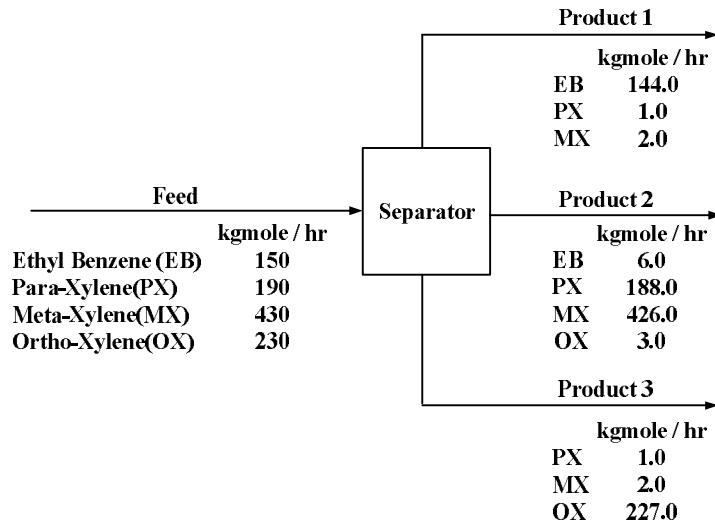 Product 1
kgmole / hr
EB 144.0
PX 1.0
MX 2.0
Feed
kgmole / hr
Ethyl Benzene (EB) 150
Para-Xylene(PX) 190
Meta-Xylene(MX) 430
Ortho-Xylene(OX) 230
Separator
Product 2
kgmole / hr
EB 6.0
PX 188.0
MX 426.0
OX 3.0
Product 3
kgmole / hr
PX 1.0
MX 2.0
OX 227.0